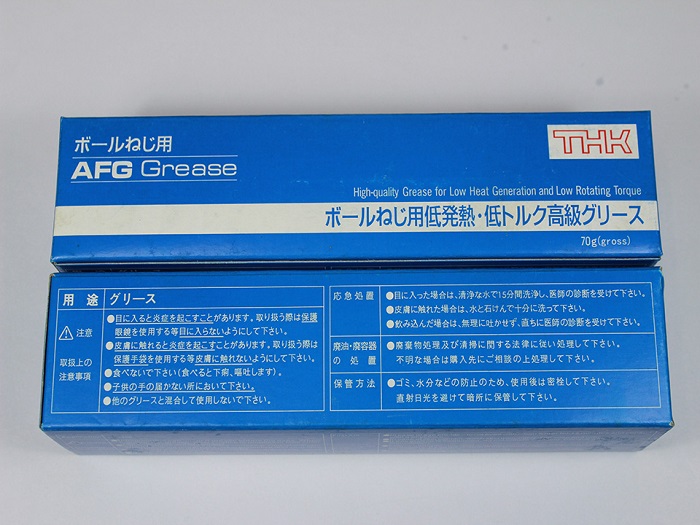 ボールねじ用
AFG Grease
THK
High-quality Grease for Low Heat Generation and Low Rotating Torque
ボールねじ用低発熱・低トルク高級グリース
70g(gross)
用途 グリース
注意
取扱上の
注意事項
●目に入ると炎症を起こすことがあります。取り扱う際は保護
眼鏡を使用する等目に入らないようにして下さい。
●皮膚に触れると炎症を起こすことがあります。取り扱う際は
保護手袋を使用する等皮膚に触れないようにして下さい。
●食べないで下さい(食べると下痢、嘔吐します)。
●子供の手の届かない所において下さい。
●他のグリースと混合して使用しないで下さい。
応急処置
●目に入った場合は、清浄な水で15分間洗浄し、医師の診断を受けて下さい。
●皮膚に触れた場合は、水と石けんで十分に洗って下さい。
●飲み込んだ場合は、無理に吐かせず、直ちに医師の診断を受けて下さい。
廃油・廃容器
の処置
●廃棄物処理及び清掃に関する法律に従い処理して下さい。
不明な場合は購入先にご相談の上処理して下さい。
保管方法
●ゴミ、水分などの防止のため、使用後は密栓して下さい。
直射日光を避けて暗所に保管して下さい。